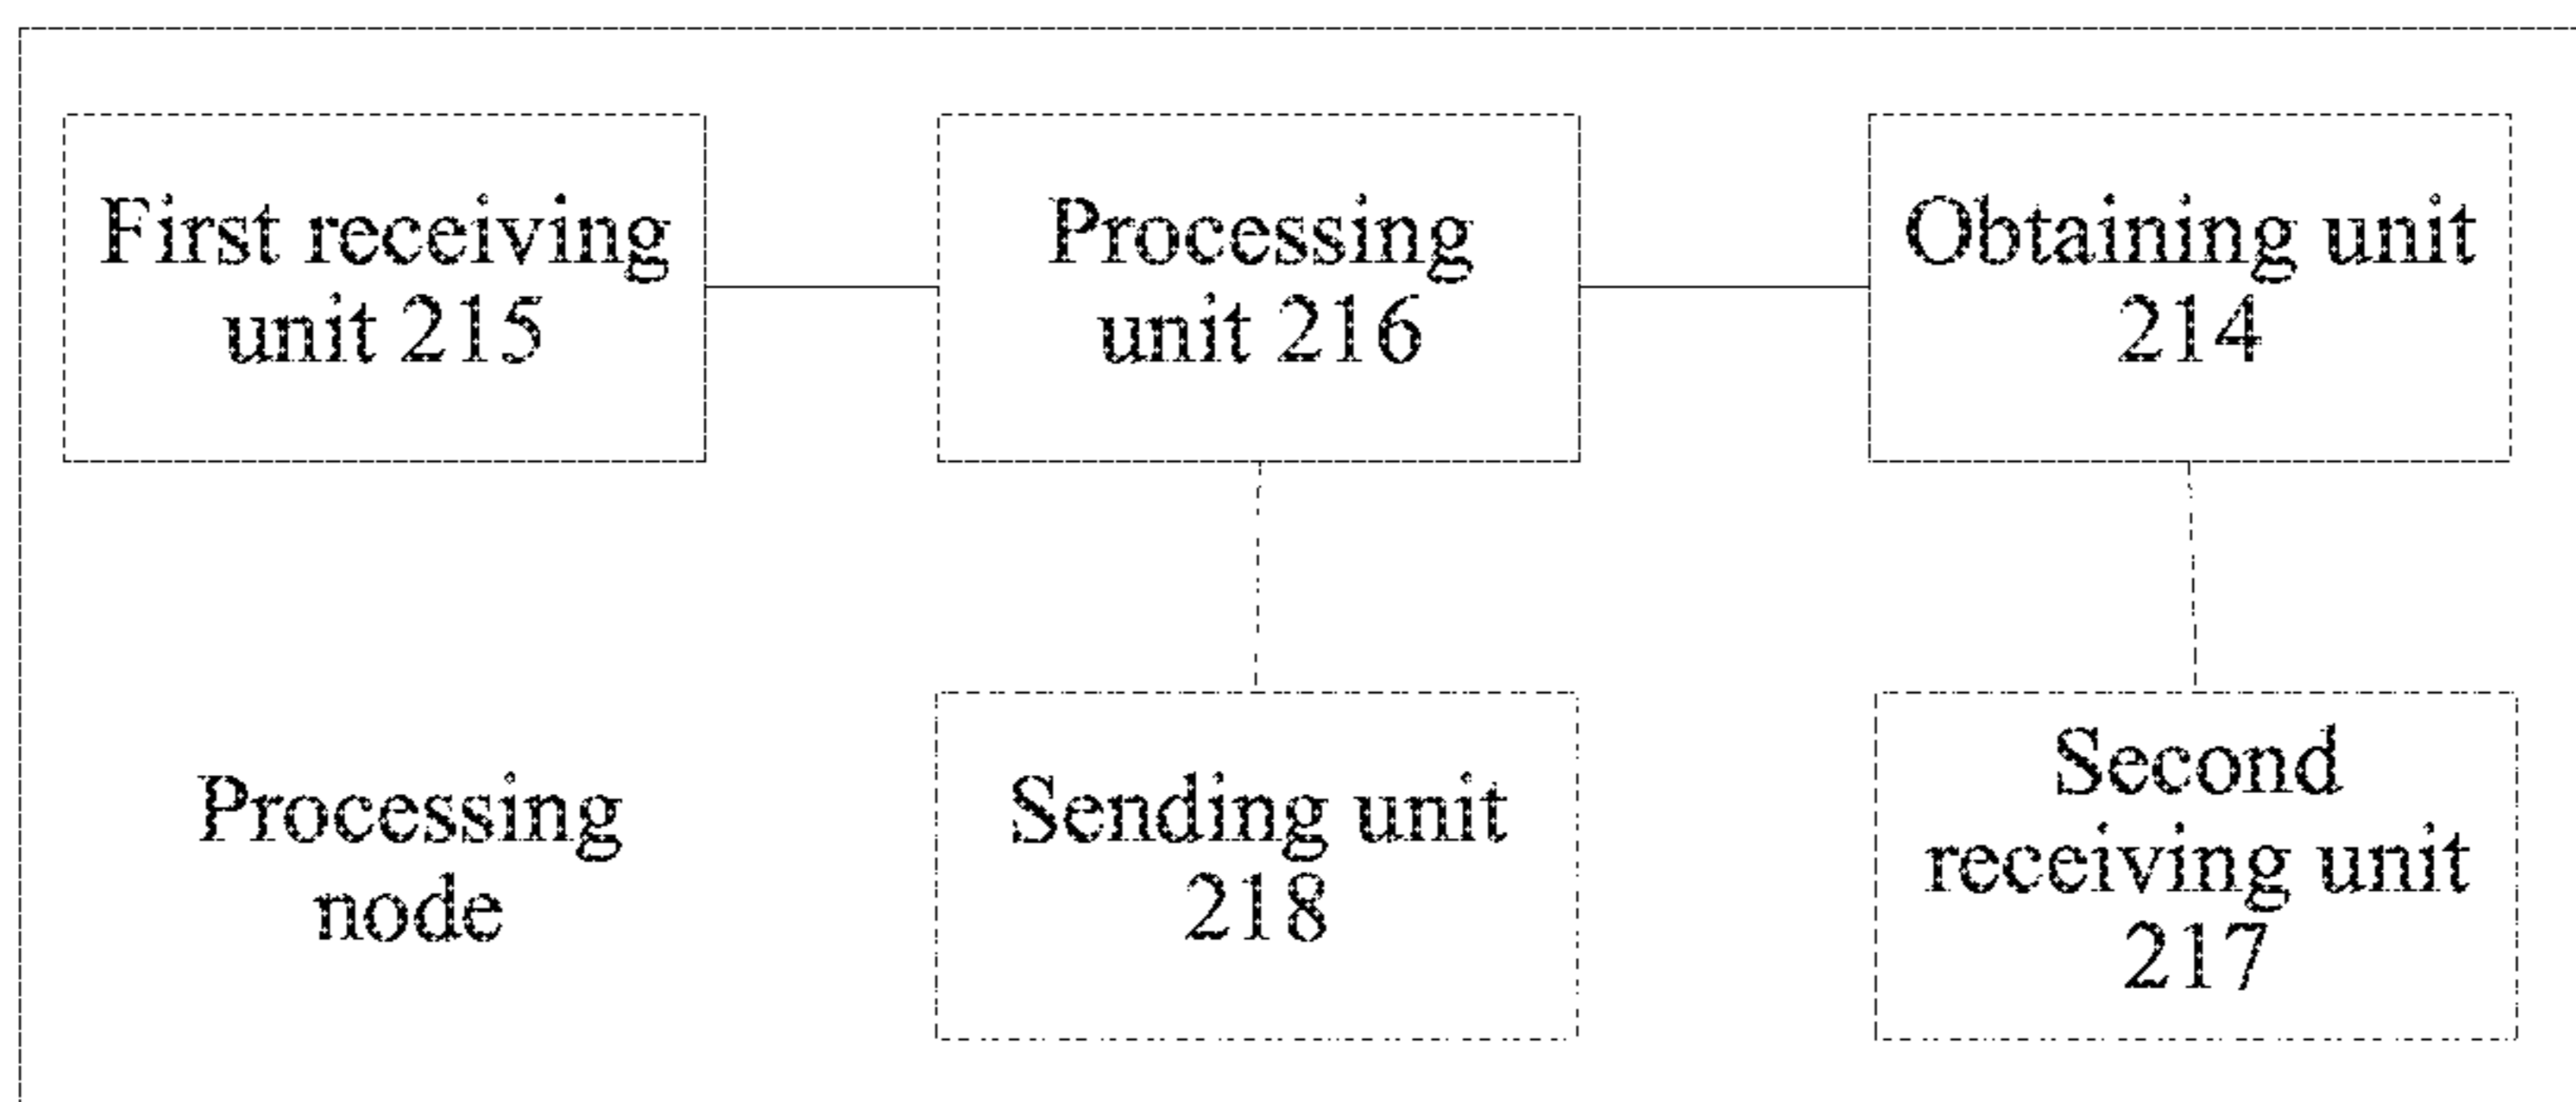 First receiving
unit 215
Processing
unit 216
Obtaining unit
214
Processing
node
Sending unit
218
Second
receiving unit
217